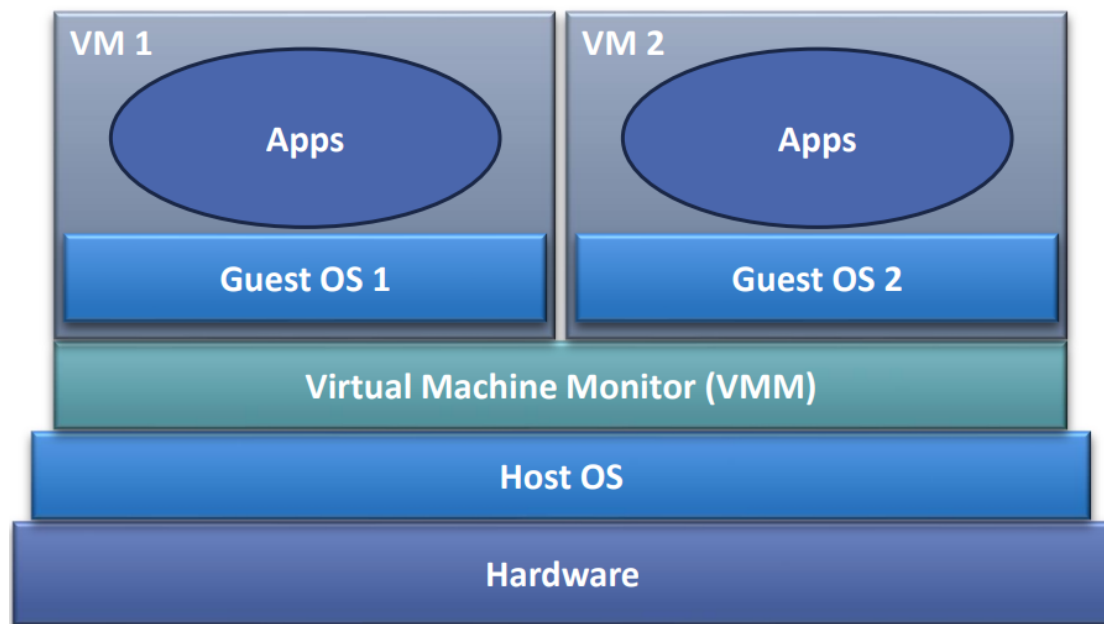 VM 1
VM 2
Apps
Apps
Guest OS 1
Guest OS 2
Virtual Machine Monitor (VMM)
Host OS
Hardware